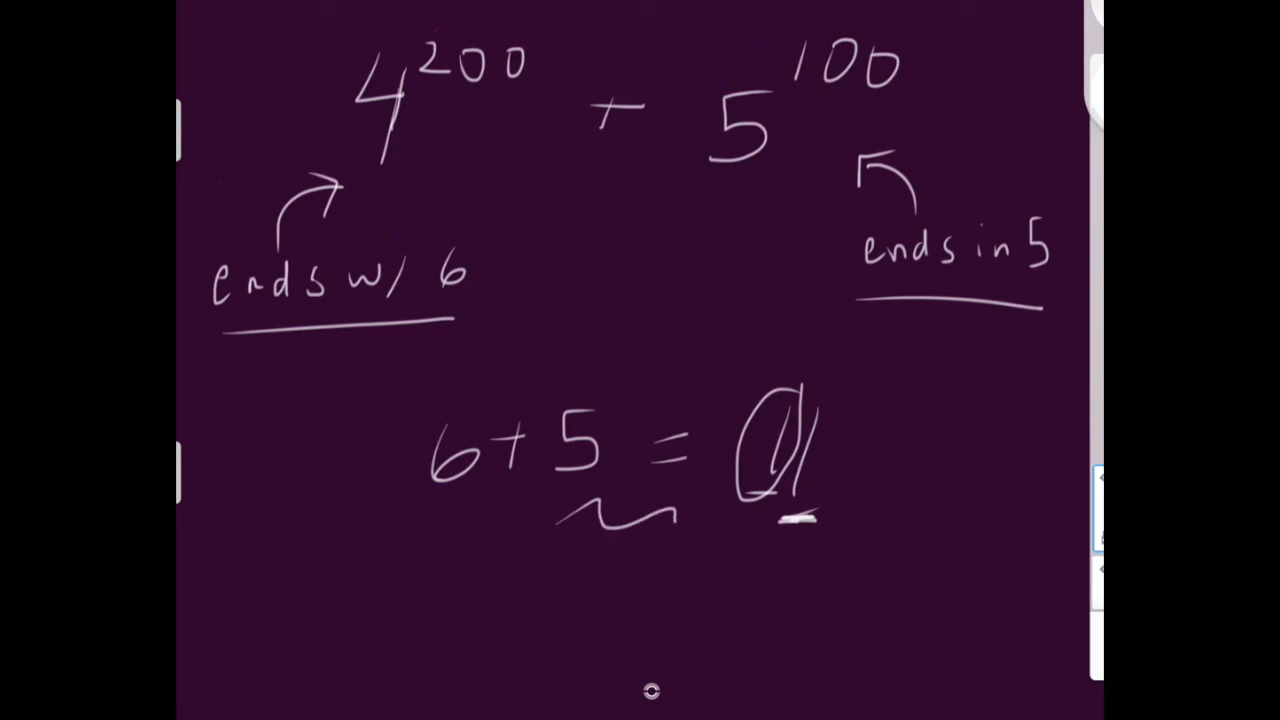 4^200 + 5^100
ends w/ 6
ends in 5
6 + 5 = 11